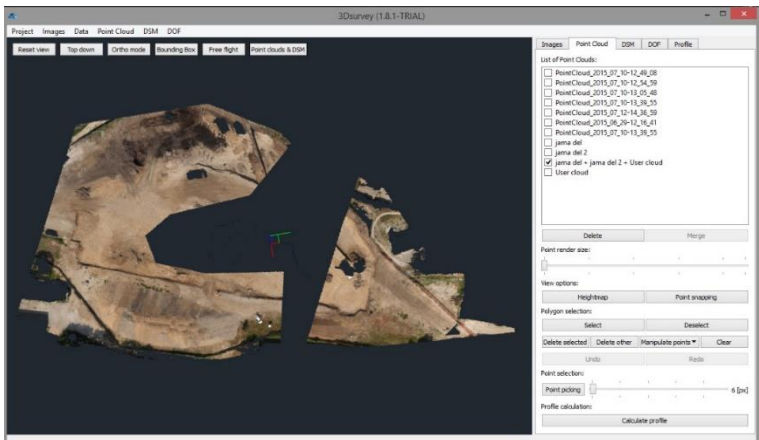 3Dsurvey (1.8.1-TRIAL)
Project Images Data Point Cloud DSM DOF
Reset view Top down Ortho mode Bounding Box Free flight Point clouds & DSM
Images Point Cloud DSM DOF Profile
List of Point Clouds:
PointCloud_2015_07_10-12_49_08
PointCloud_2015_07_10-12_54_59
PointCloud_2015_07_10-13_05_48
PointCloud_2015_07_10-13_39_55
PointCloud_2015_07_12-14_38_59
PointCloud_2015_06_29-12_16_41
PointCloud_2015_07_10-13_39_55
jama del
jama del 2
jama del + jama del 2 + User cloud
User cloud
Delete Merge
Point render size:
View options:
Heightmap Point snapping
Polygon selection:
Select Deselect
Delete selected Delete other Manipulate points Clear
Undo Redo
Point selection:
Point picking 6 [px]
Profile calculation:
Calculate profile